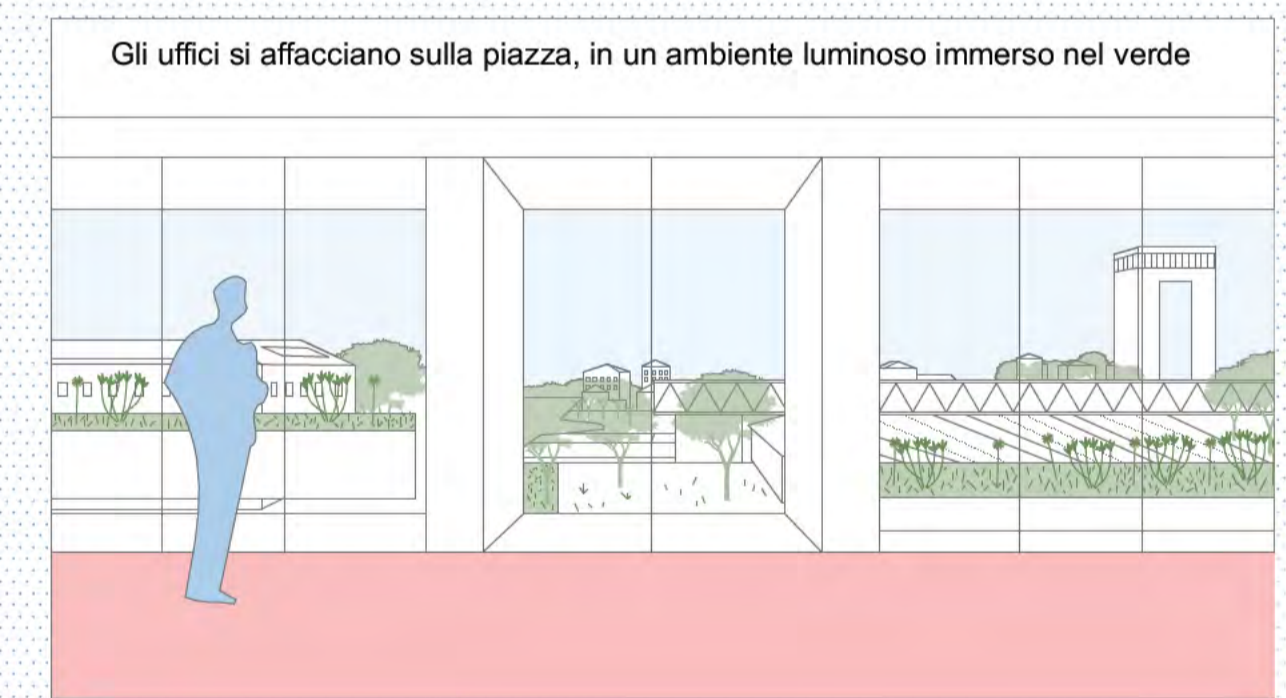 Gli uffici si affacciano sulla piazza, in un ambiente luminoso immerso nel verde